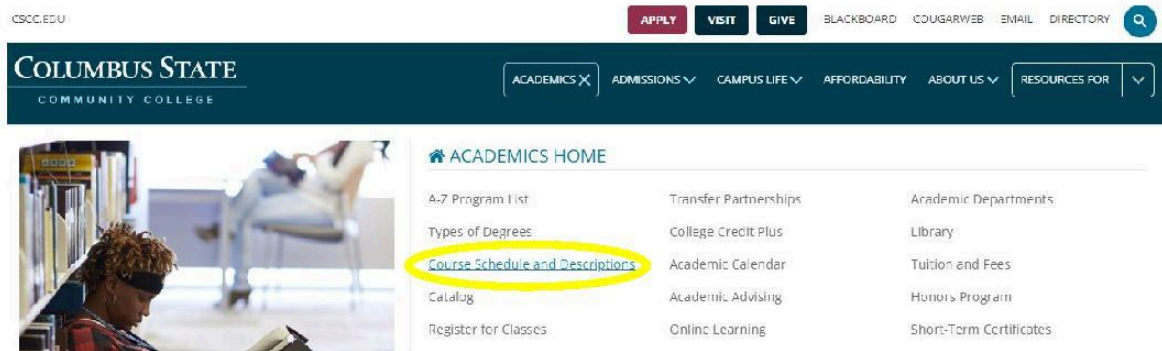 CSCC.EDU
APPLY VISIT GIVE BLACKBOARD COUGARWEB EMAIL DIRECTORY
COLUMBUS STATE
COMMUNITY COLLEGE
ACADEMICS ADMISSIONS CAMPUS LIFE AFFORDABILITY ABOUT US RESOURCES FOR
ACADEMICS HOME
A-Z Program List Transfer Partnerships Academic Departments
Types of Degrees College Credit Plus Library
Course Schedule and Descriptions Academic Calendar Tuition and Fees
Catalog Academic Advising Honors Program
Register for Classes Online Learning Short-Term Certificates